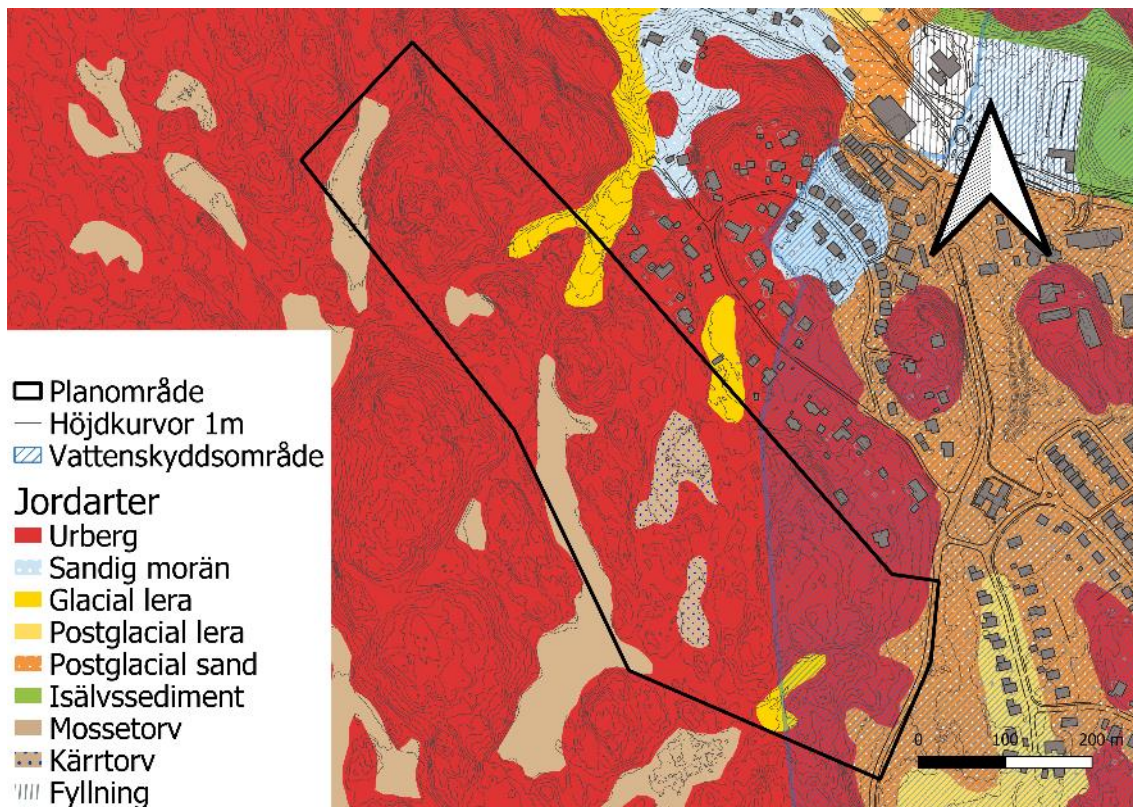 Planområde
Höjdkurvor 1m
Vattenskyddsområde
Jordarter
Urberg
Sandig morän
Glacial lera
Postglacial lera
Postglacial sand
Isälvssediment
Mossetorv
Kärrtorv
Fyllning
0 100 200 m